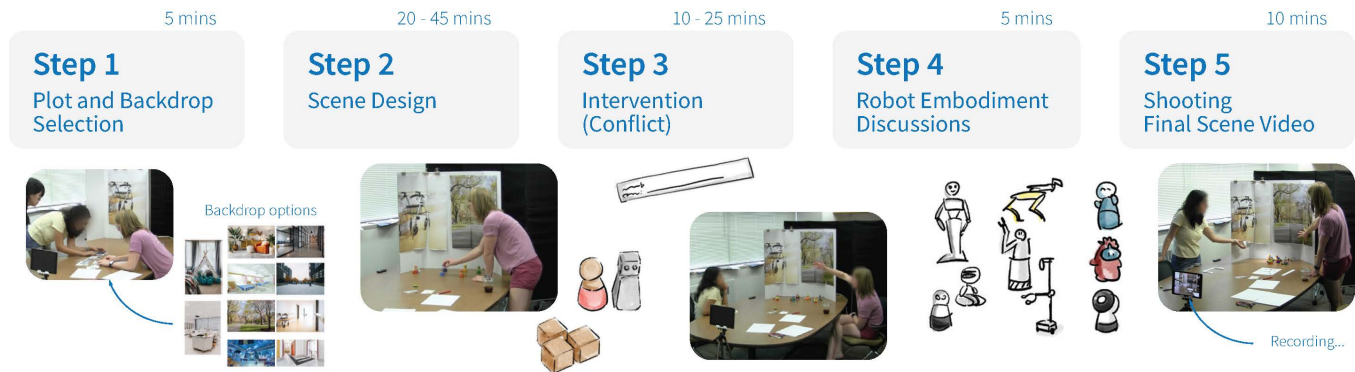 5 mins
Step 1
Plot and Backdrop
Selection
20 - 45 mins
Step 2
Scene Design
10 - 25 mins
Step 3
Intervention
(Conflict)
5 mins
Step 4
Robot Embodiment
Discussions
10 mins
Step 5
Shooting
Final Scene Video
Backdrop options
Recording...